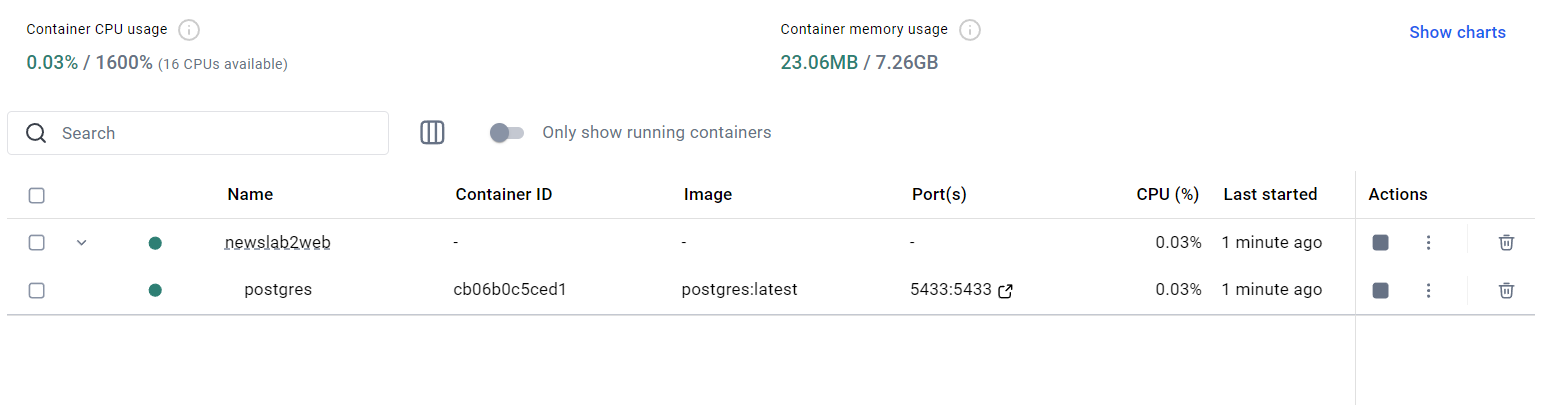 Container CPU usage
Container memory usage
Show charts
0.03% / 1600% (16 CPUs available)
23.06MB / 7.26GB
Search
Only show running containers
Name Container ID Image Port(s) CPU (%) Last started Actions
newslab2web - - - 0.03% 1 minute ago
postgres cb06b0c5ced1 postgres:latest 5433:5433 0.03% 1 minute ago